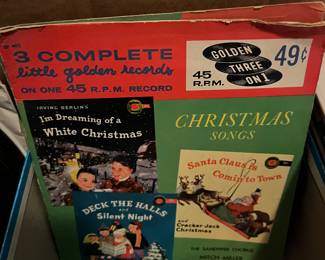 3 COMPLETE
little golden records
ON ONE 45 R.P.M. RECORD
GOLDEN
THREE
ON 1
45
R.P.M.
49¢
IRVING BERLIN'S
I'm Dreaming of a
White Christmas
CHRISTMAS
SONGS
Santa Claus is
Comin' to Town
and
Cracker-Jack
Christmas
DECK THE HALLS
and
Silent Night
THE SANDPIPER CHORUS
MITCH MILLER